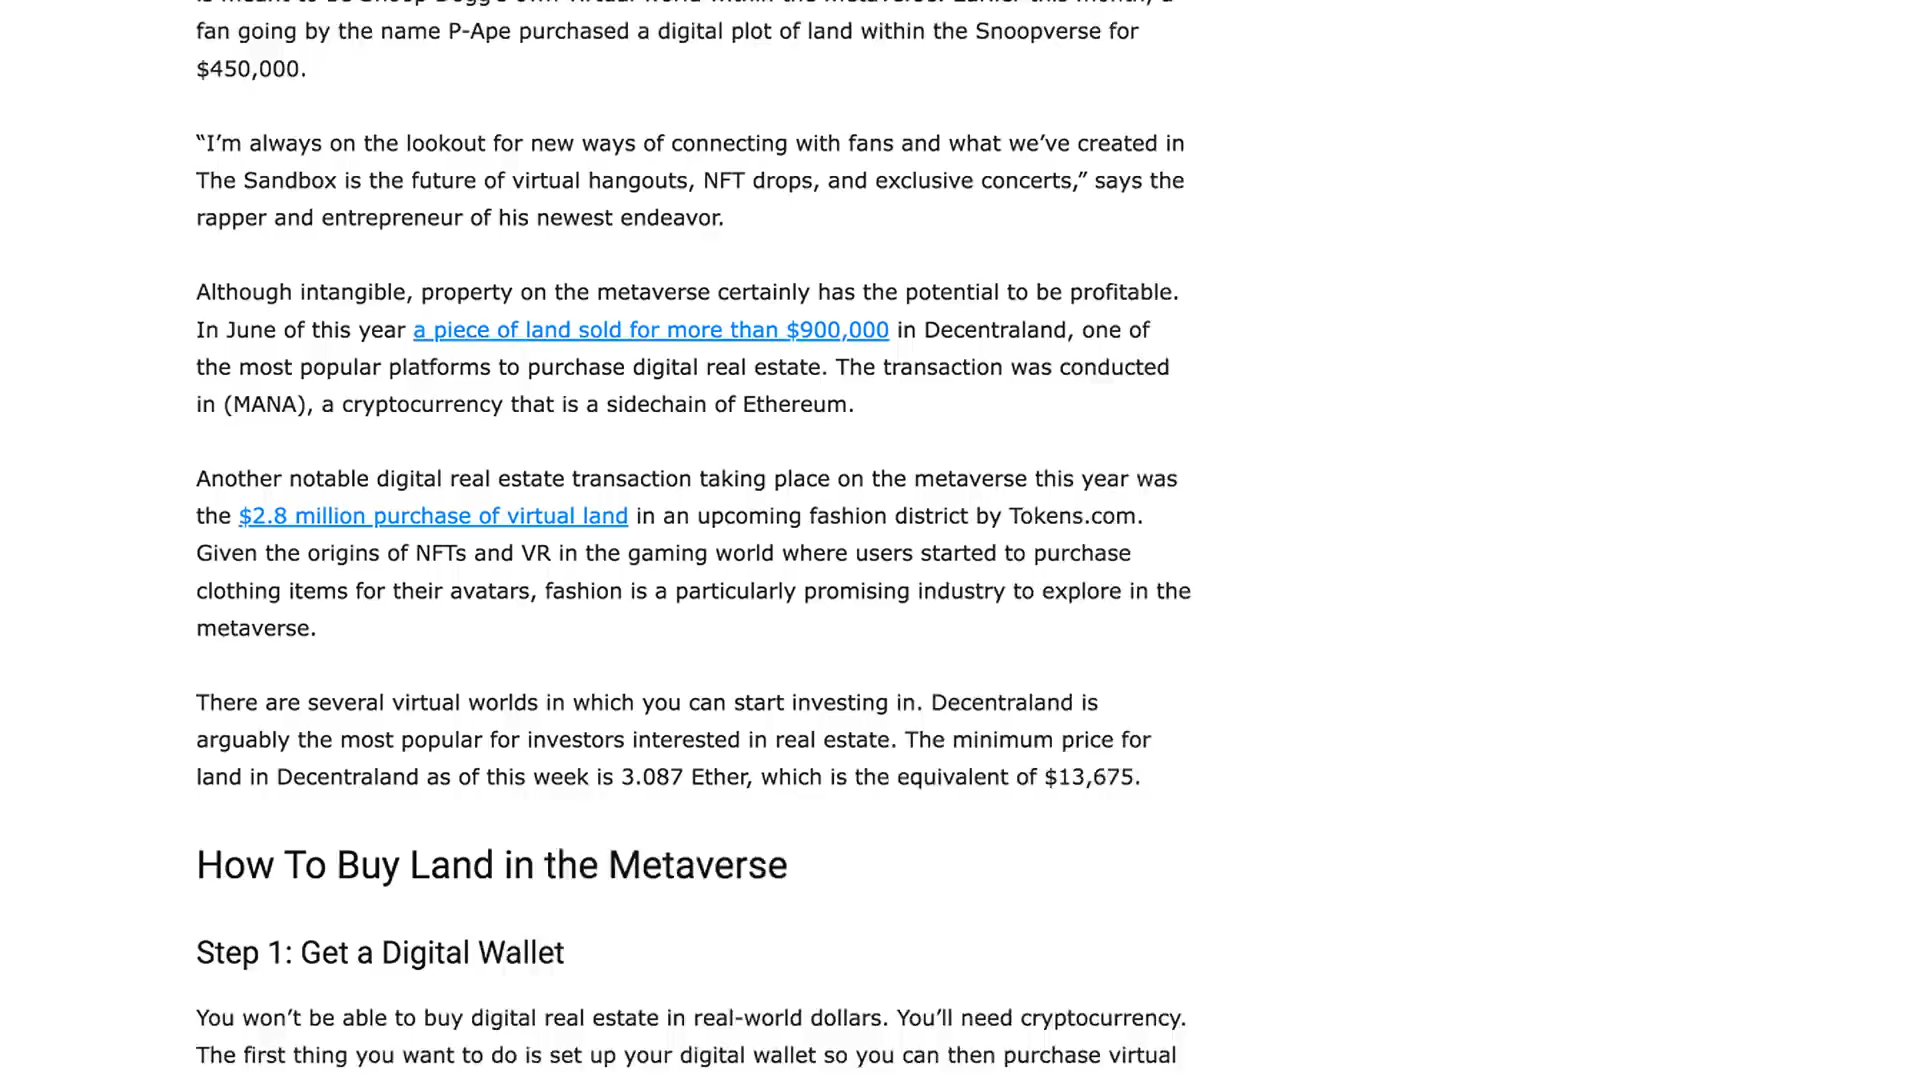 is meant to be Snoop Dogg's own virtual world within the metaverse. Earlier this month, a
fan going by the name P-Ape purchased a digital plot of land within the Snoopverse for
$450,000.
“I’m always on the lookout for new ways of connecting with fans and what we’ve created in
The Sandbox is the future of virtual hangouts, NFT drops, and exclusive concerts,” says the
rapper and entrepreneur of his newest endeavor.
Although intangible, property on the metaverse certainly has the potential to be profitable.
In June of this year a piece of land sold for more than $900,000 in Decentraland, one of
the most popular platforms to purchase digital real estate. The transaction was conducted
in (MANA), a cryptocurrency that is a sidechain of Ethereum.
Another notable digital real estate transaction taking place on the metaverse this year was
the $2.8 million purchase of virtual land in an upcoming fashion district by Tokens.com.
Given the origins of NFTs and VR in the gaming world where users started to purchase
clothing items for their avatars, fashion is a particularly promising industry to explore in the
metaverse.
There are several virtual worlds in which you can start investing in. Decentraland is
arguably the most popular for investors interested in real estate. The minimum price for
land in Decentraland as of this week is 3.087 Ether, which is the equivalent of $13,675.
How To Buy Land in the Metaverse
Step 1: Get a Digital Wallet
You won’t be able to buy digital real estate in real-world dollars. You’ll need cryptocurrency.
The first thing you want to do is set up your digital wallet so you can then purchase virtual